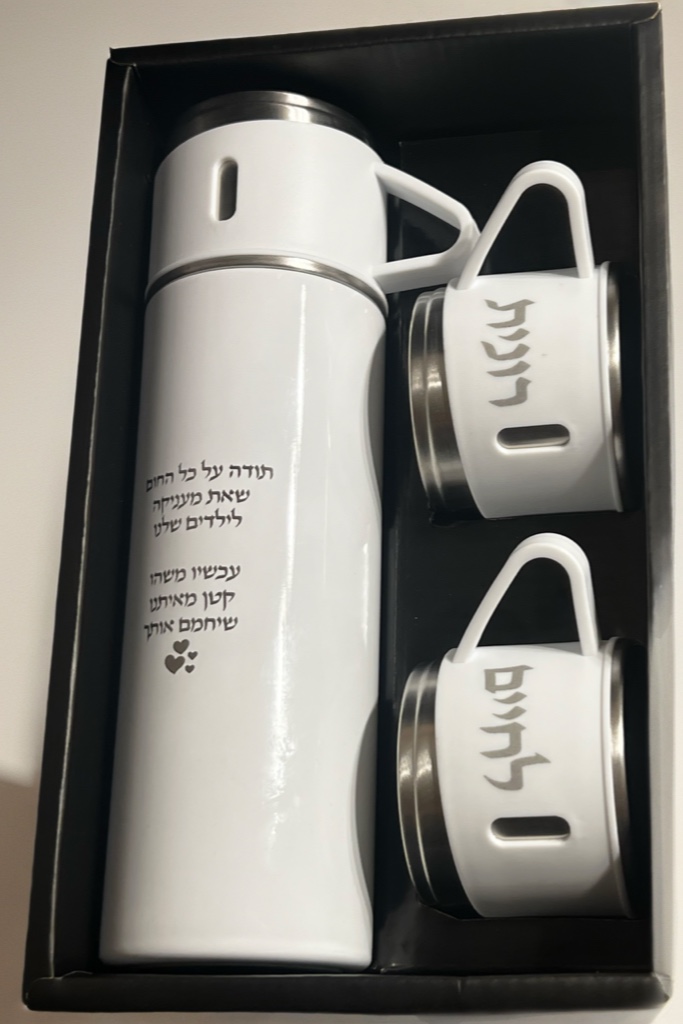 תודה על כל החום
שאת מעניקה
לילדים שלנו
עכשיו משהו
קטן מאיתנו
שיחמם אותך
רונית
לחיים